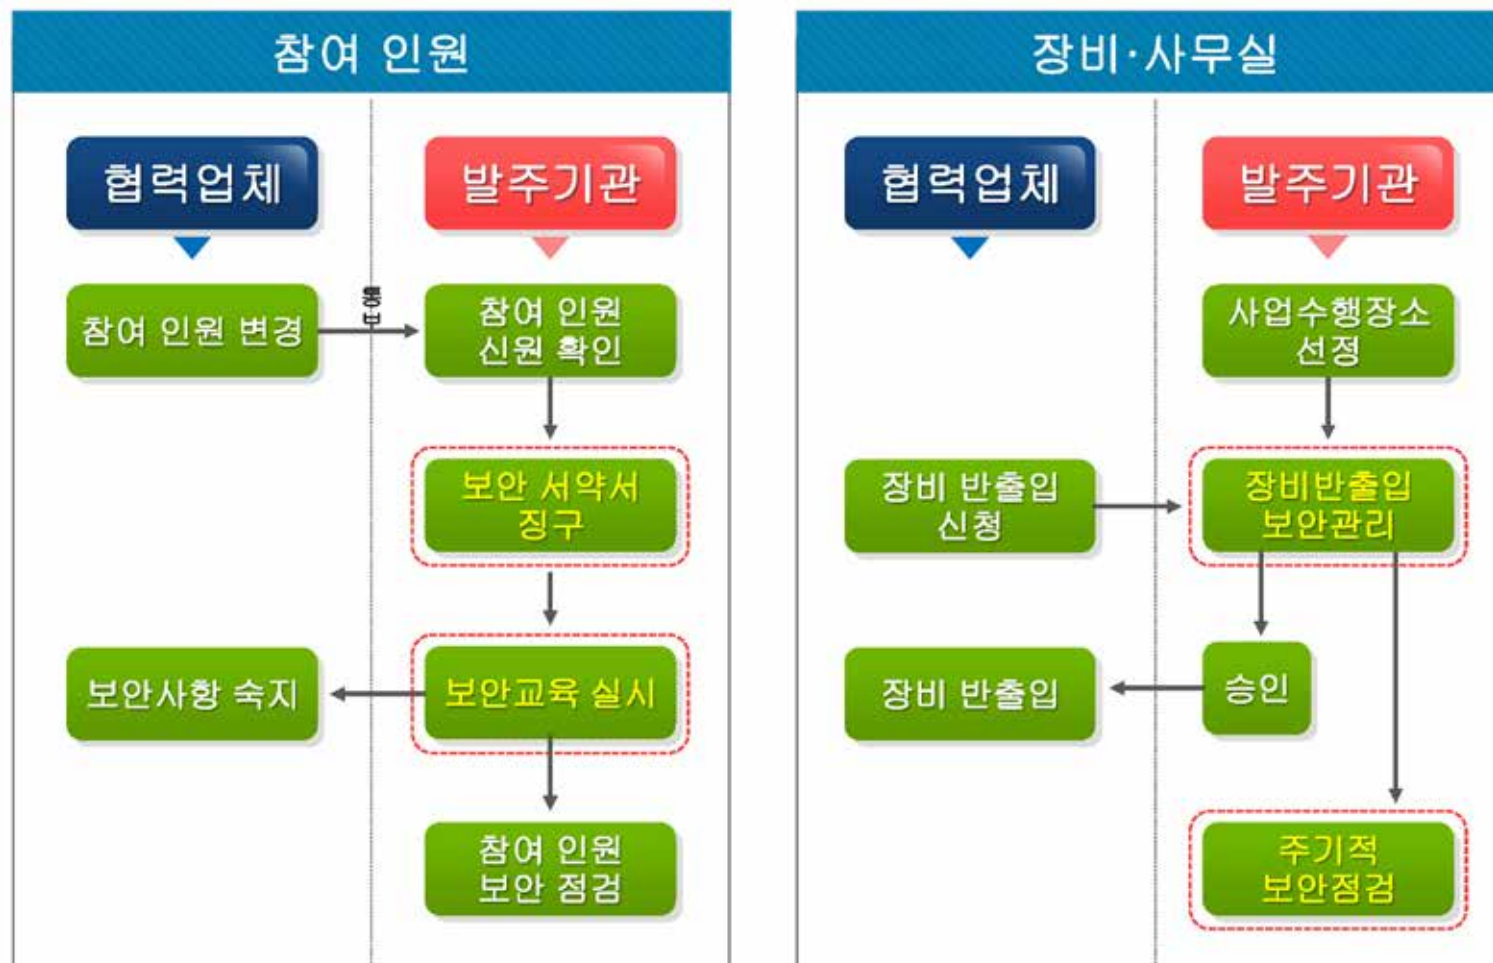 참여 인원
협력업체
발주기관
참여 인원 변경
통보
참여 인원
신원 확인
보안 서약서
징구
보안사항 숙지
보안교육 실시
참여 인원
보안 점검
장비·사무실
협력업체
발주기관
사업수행장소
선정
장비 반출입
신청
장비반출입
보안관리
장비 반출입
승인
주기적
보안점검